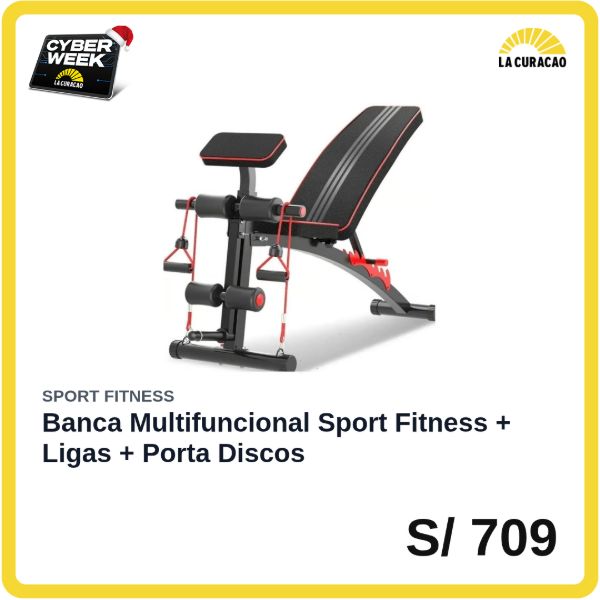 CYBER
WEEK
LA CURACAO
LA CURACAO
SPORT FITNESS
Banca Multifuncional Sport Fitness +
Ligas + Porta Discos
S/ 709